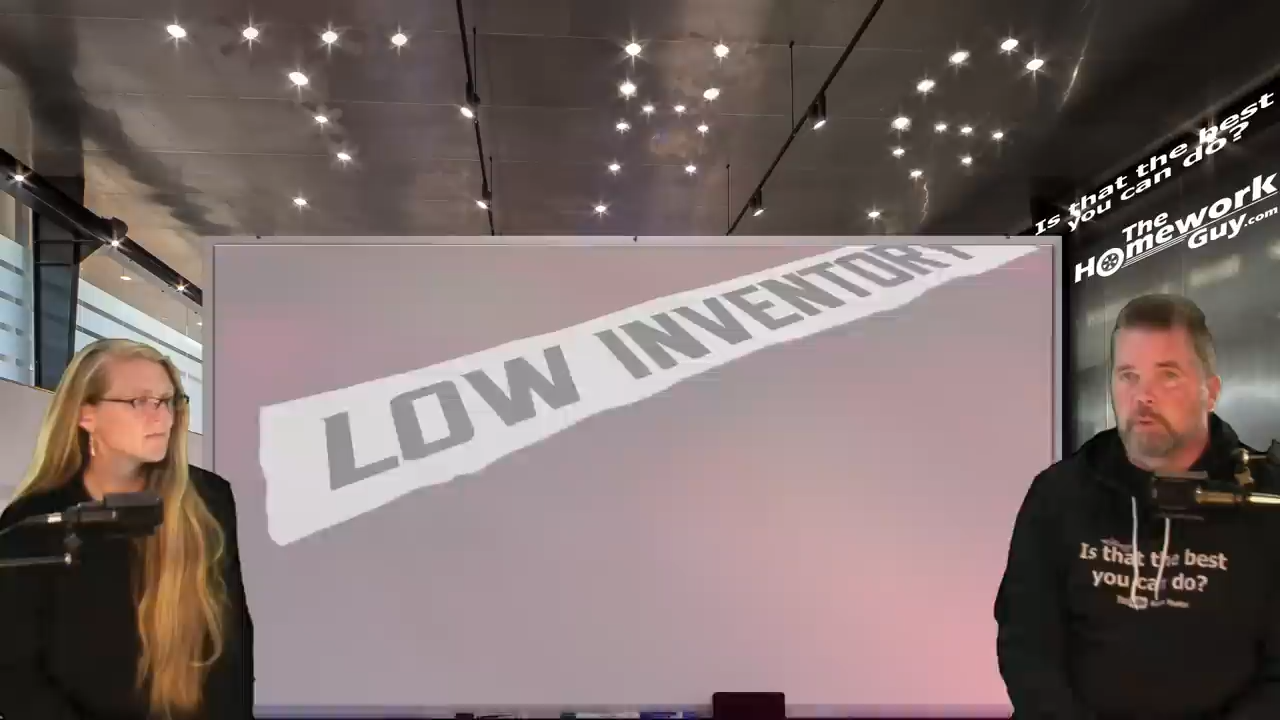 Is that the best
you can do?
The
Homework
Guy.com
LOW INVENTORY
Is that the best
you can do?